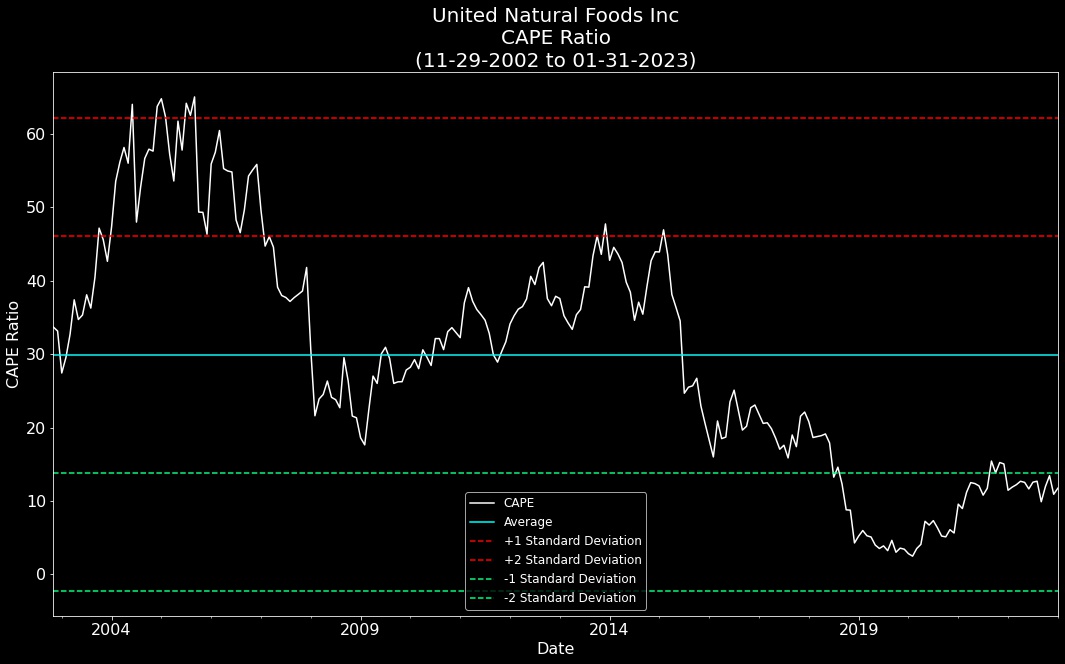 United Natural Foods Inc
CAPE Ratio
(11-29-2002 to 01-31-2023)
CAPE Ratio
60
50
40
30
20
10
0
CAPE
Average
+1 Standard Deviation
+2 Standard Deviation
-1 Standard Deviation
-2 Standard Deviation
2004
2009
2014
2019
Date